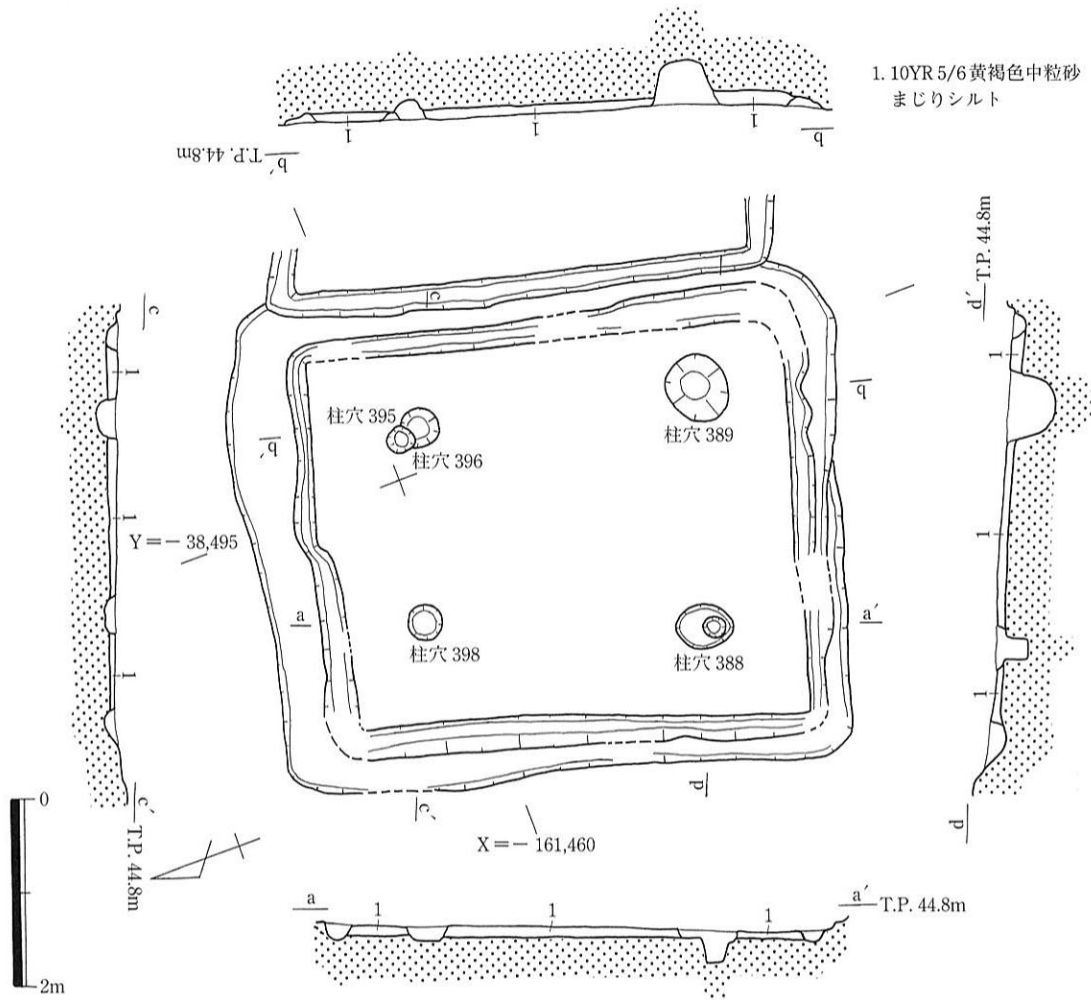 1. 10YR 5/6 黄褐色中粒砂
まじりシルト
1
1
1
b′
T.P. 44.8m
b
c
c
d′
T.P. 44.8m
1
1
1
1
1
1
柱穴 395
柱穴 396
柱穴 389
b′
b
Y=− 38,495
a
a′
柱穴 398
柱穴 388
c′
d
d
c′
T.P. 44.8m
X=− 161,460
0
2m
a
1
1
1
a′
T.P. 44.8m